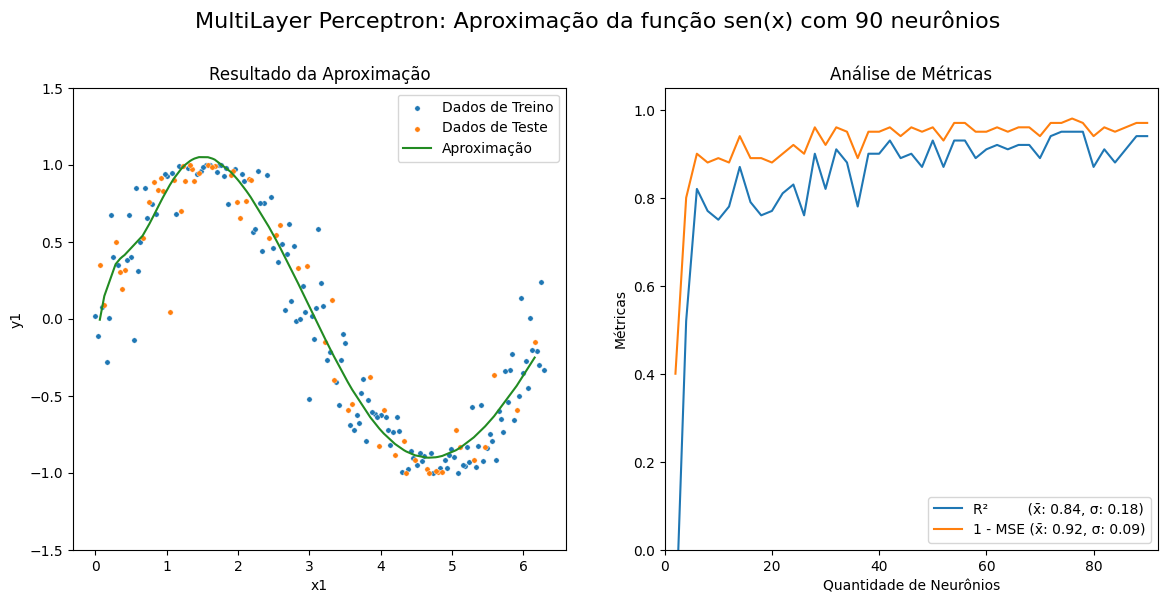 MultiLayer Perceptron: Aproximação da função sen(x) com 90 neurônios
Resultado da Aproximação
1.5
1.0
0.5
0.0
−0.5
−1.0
−1.5
y1
0 1 2 3 4 5 6
x1
Dados de Treino
Dados de Teste
Aproximação
Análise de Métricas
1.0
0.8
0.6
0.4
0.2
0.0
Métricas
0 20 40 60 80
Quantidade de Neurônios
R² (x̄: 0.84, σ: 0.18)
1 - MSE (x̄: 0.92, σ: 0.09)